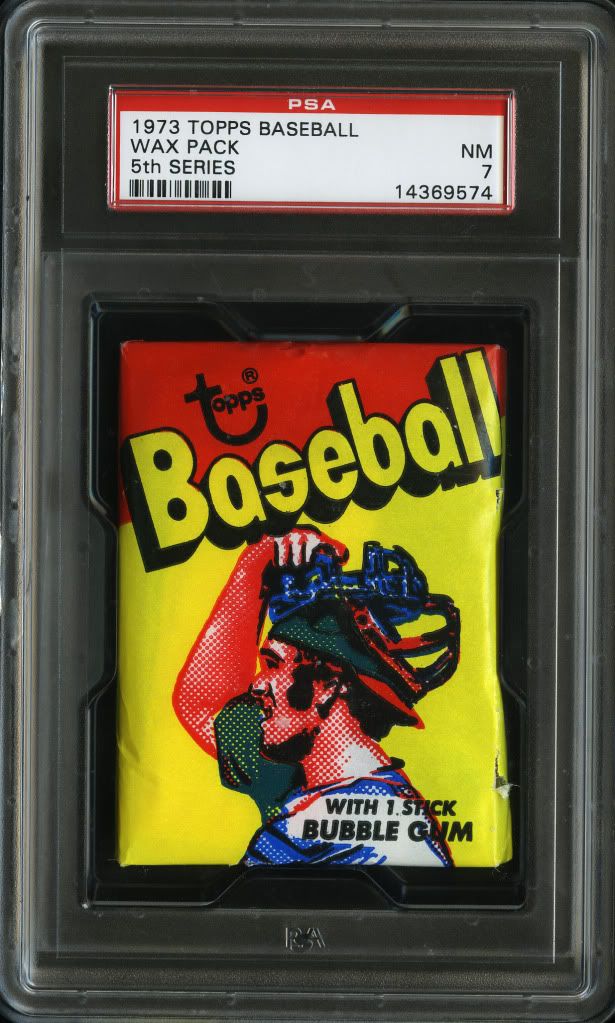 PSA
1973 TOPPS BASEBALL
WAX PACK
NM
5th SERIES
7
14369574
Topps®
Baseball
WITH 1 STICK
BUBBLE GUM
PSA